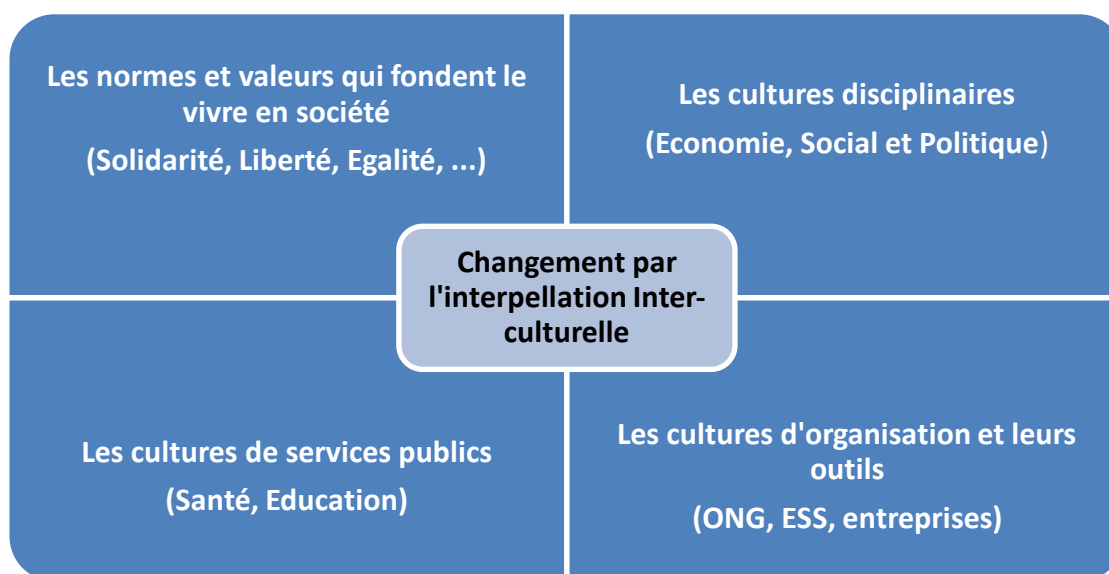 Les normes et valeurs qui fondent le
vivre en société
(Solidarité, Liberté, Egalité, ...)
Les cultures disciplinaires
(Economie, Social et Politique)
Changement par
l'interpellation Inter-
culturelle
Les cultures de services publics
(Santé, Education)
Les cultures d'organisation et leurs
outils
(ONG, ESS, entreprises)